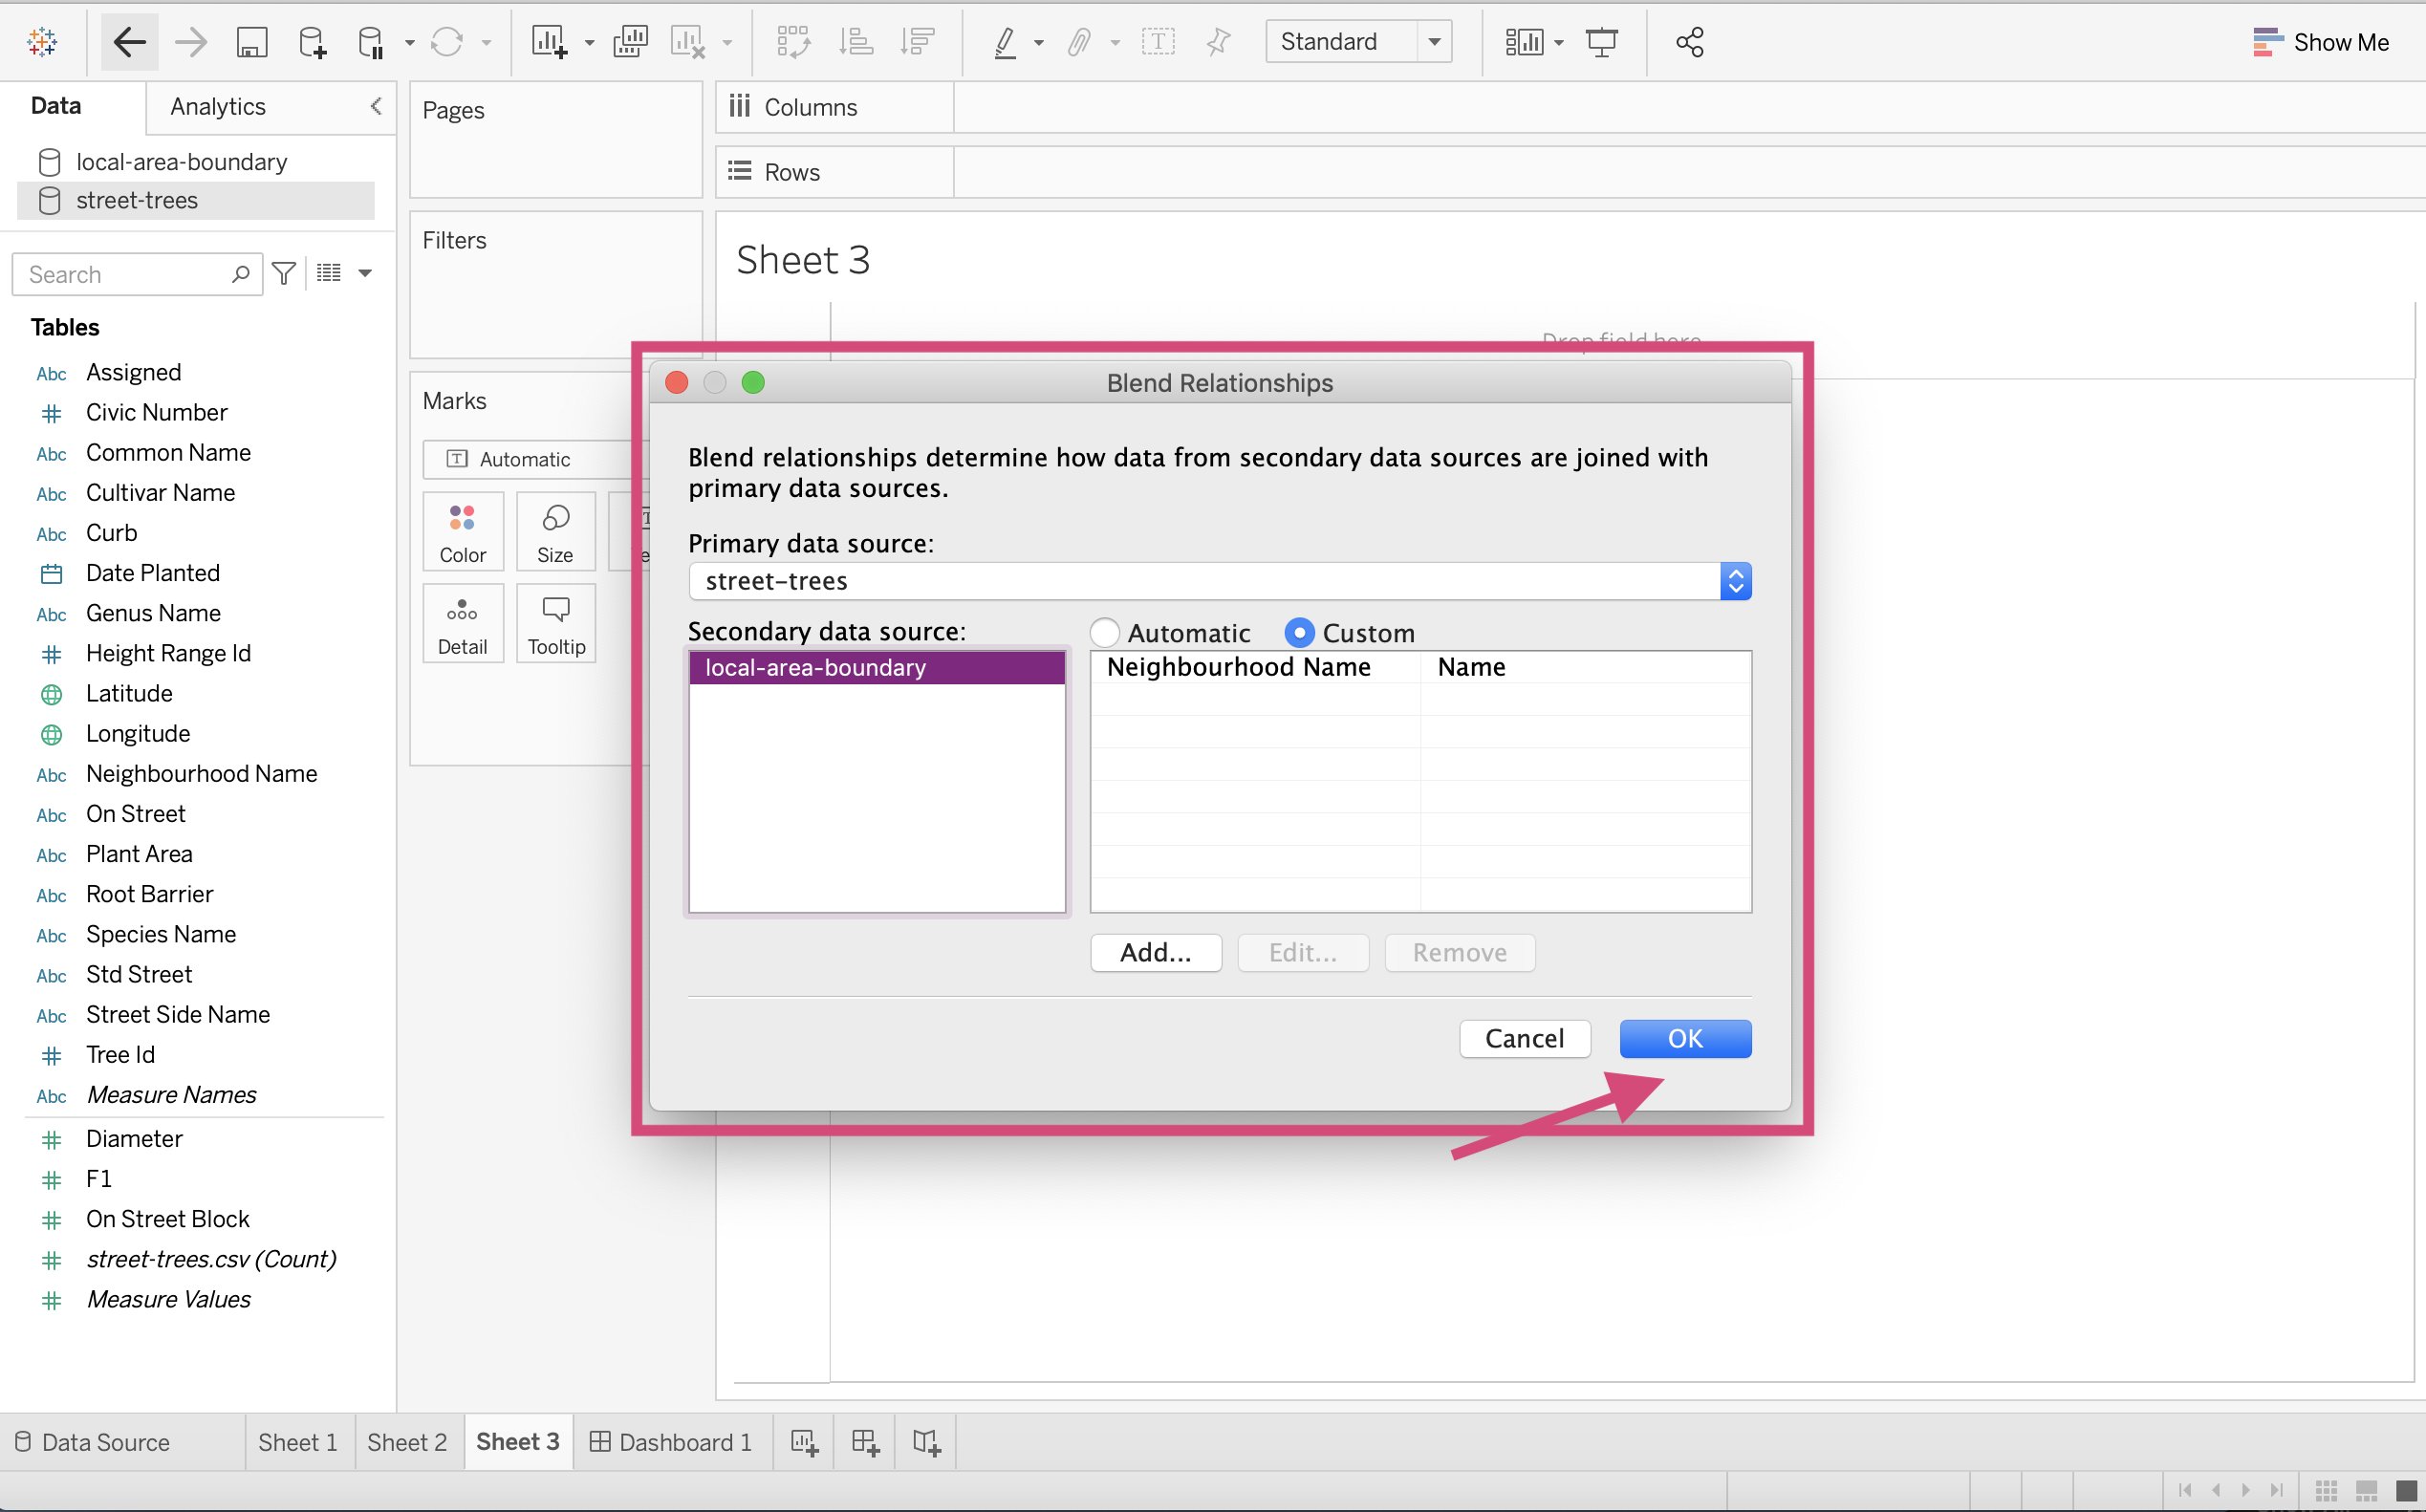 Standard
Show Me
Data
Analytics
local-area-boundary
street-trees
Search
Tables
Abc Assigned
Civic Number
Abc Common Name
Abc Cultivar Name
Abc Curb
Date Planted
Abc Genus Name
Height Range Id
Latitude
Longitude
Abc Neighbourhood Name
Abc On Street
Abc Plant Area
Abc Root Barrier
Abc Species Name
Abc Std Street
Abc Street Side Name
Tree Id
Abc Measure Names
Diameter
F1
On Street Block
street-trees.csv (Count)
Measure Values
Pages
Filters
Marks
Automatic
Color
Size
Detail
Tooltip
Columns
Rows
Sheet 3
Drop field here
Blend Relationships
Blend relationships determine how data from secondary data sources are joined with
primary data sources.
Primary data source:
street-trees
Secondary data source:
Automatic
Custom
local-area-boundary
Neighbourhood Name
Name
Add...
Edit...
Remove
Cancel
OK
Data Source
Sheet 1
Sheet 2
Sheet 3
Dashboard 1